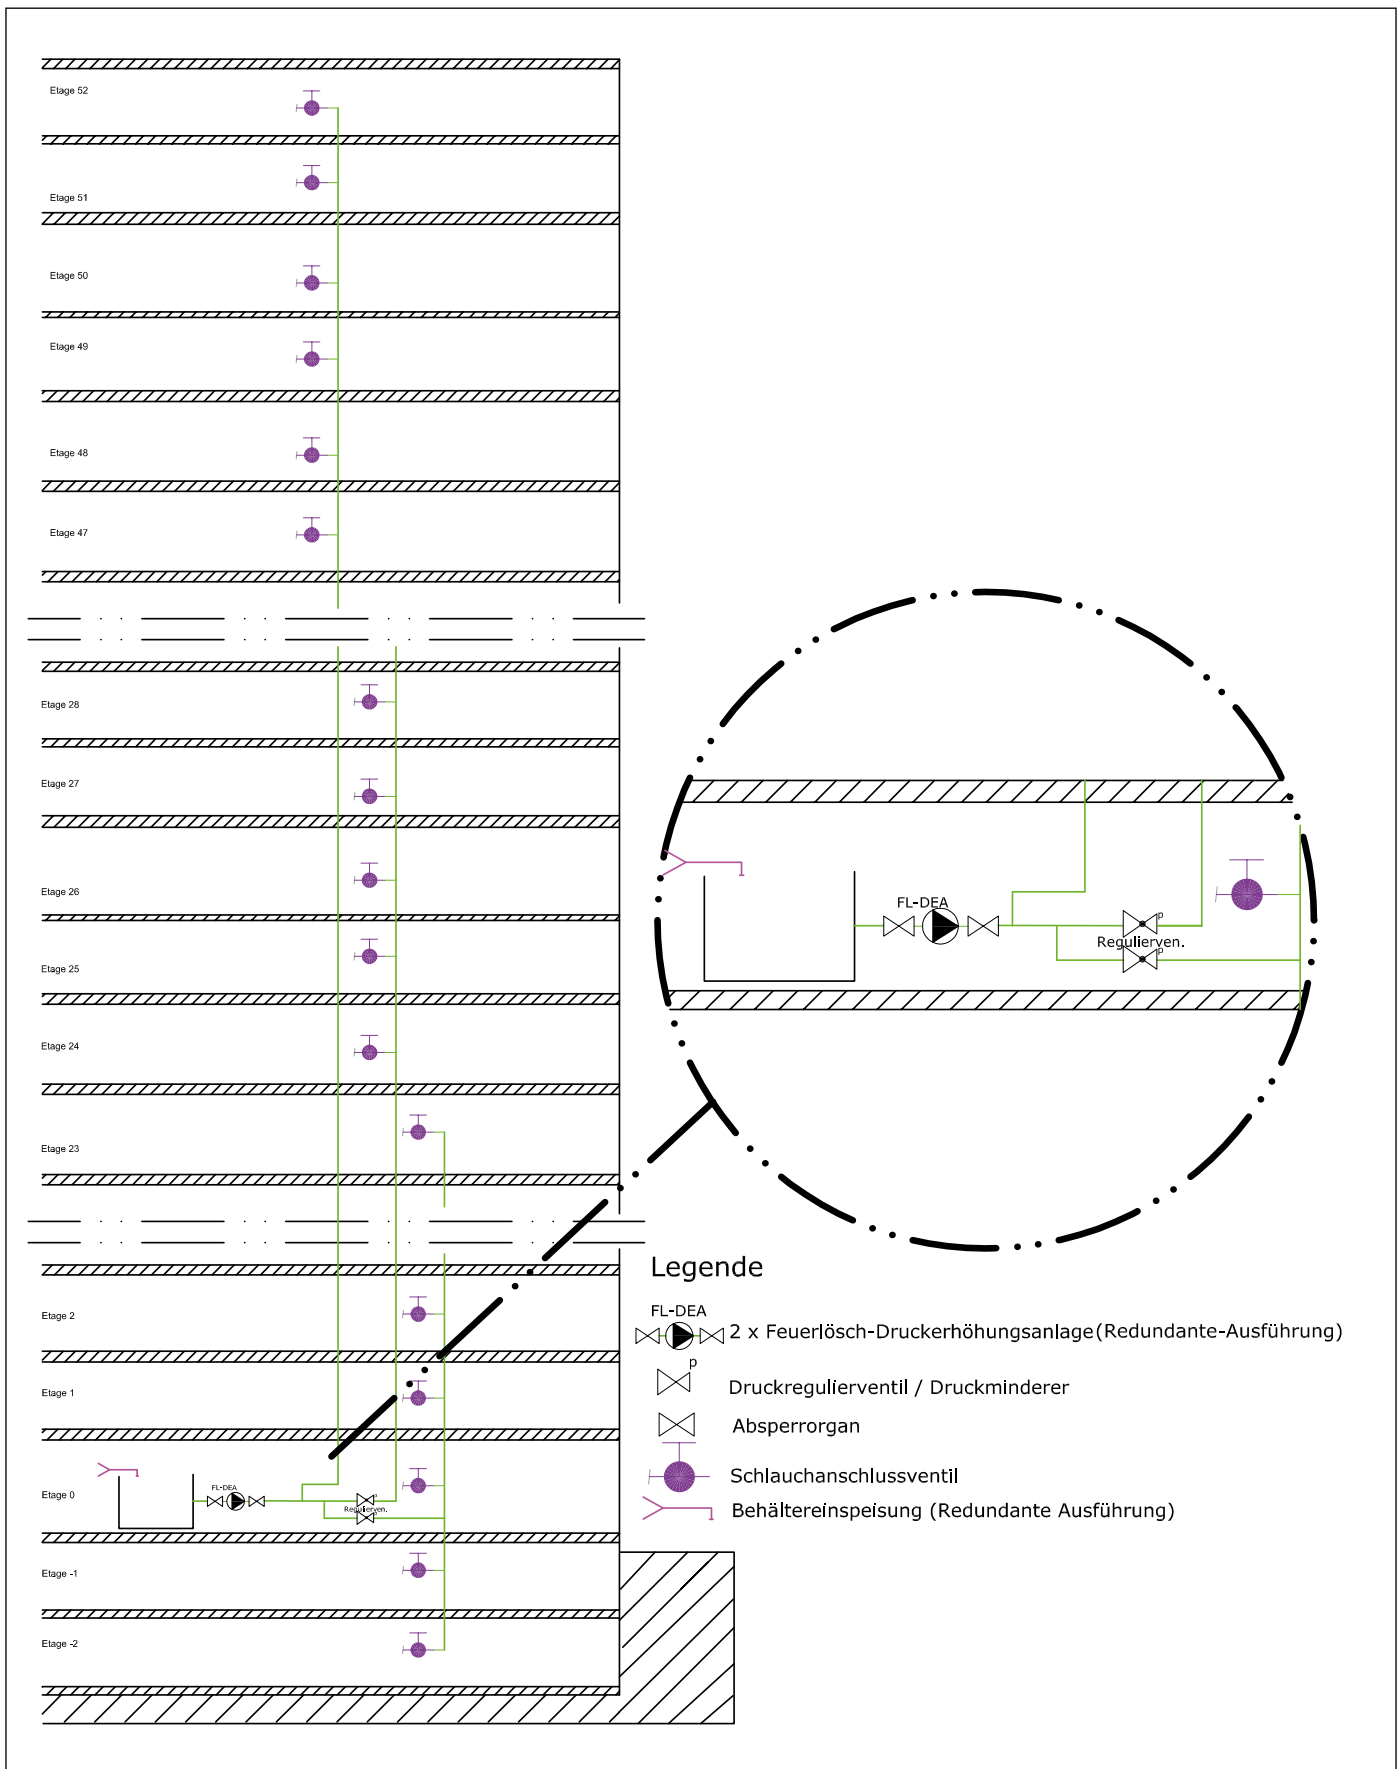 Etage 52
Etage 51
Etage 50
Etage 49
Etage 48
Etage 47
Etage 28
Etage 27
Etage 26
Etage 25
Etage 24
Etage 23
Etage 2
Etage 1
Etage 0
FL-DEA
p
Regulierven.
p
Etage -1
Etage -2
FL-DEA
p
Regulierven.
p
Legende
FL-DEA
2 x Feuerlösch-Druckerhöhungsanlage(Redundante-Ausführung)
p
Druckregulierventil / Druckminderer
Absperrorgan
Schlauchanschlussventil
Behältereinspeisung (Redundante Ausführung)